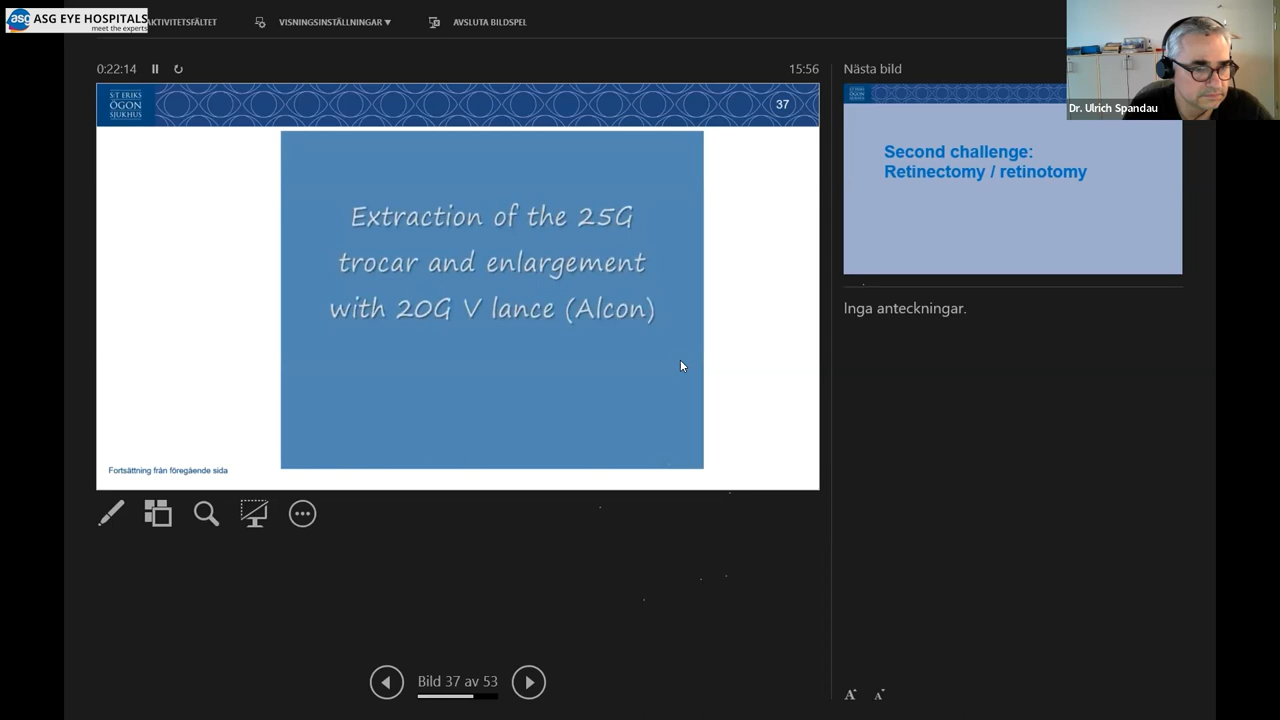 asg ASG EYE HOSPITALS
meet the experts
AKTIVITETSFÄLTET
VISNINGSINSTÄLLNINGAR
AVSLUTA BILDSPEL
0:22:14
15:56
Nästa bild
Dr. Ulrich Spandau
S:T ERIKS
ÖGON
SJUKHUS
37
Extraction of the 25G
trocar and enlargement
with 20G V lance (Alcon)
Fortsättning från föregående sida
Second challenge:
Retinectomy / retinotomy
Inga anteckningar.
Bild 37 av 53
A A